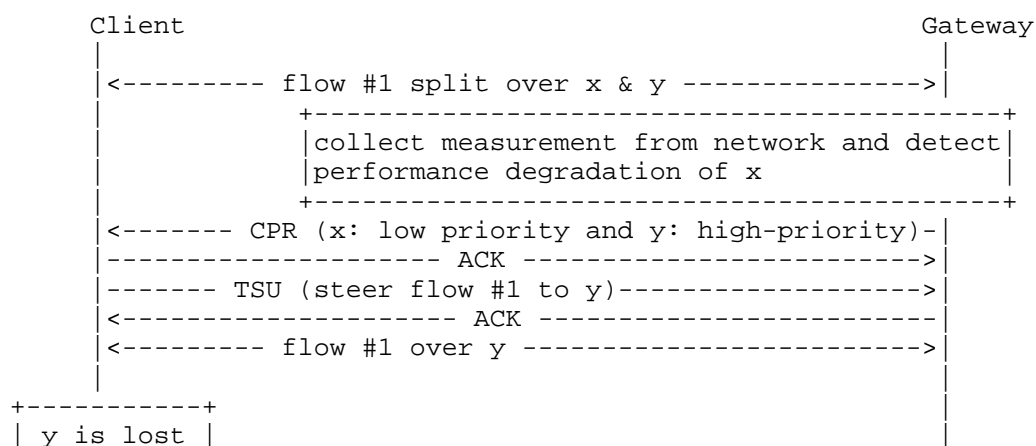 Client Gateway
|<--------- flow #1 split over x & y --------------->|
+-------------------------------------------+
|collect measurement from network and detect|
|performance degradation of x |
+-------------------------------------------+
|<------- CPR (x: low priority and y: high-priority)-|
|--------------------- ACK ------------------------->|
|------- TSU (steer flow #1 to y)------------------->|
|<--------------------- ACK -------------------------|
|<--------- flow #1 over y ------------------------->|
+-----------+
| y is lost |